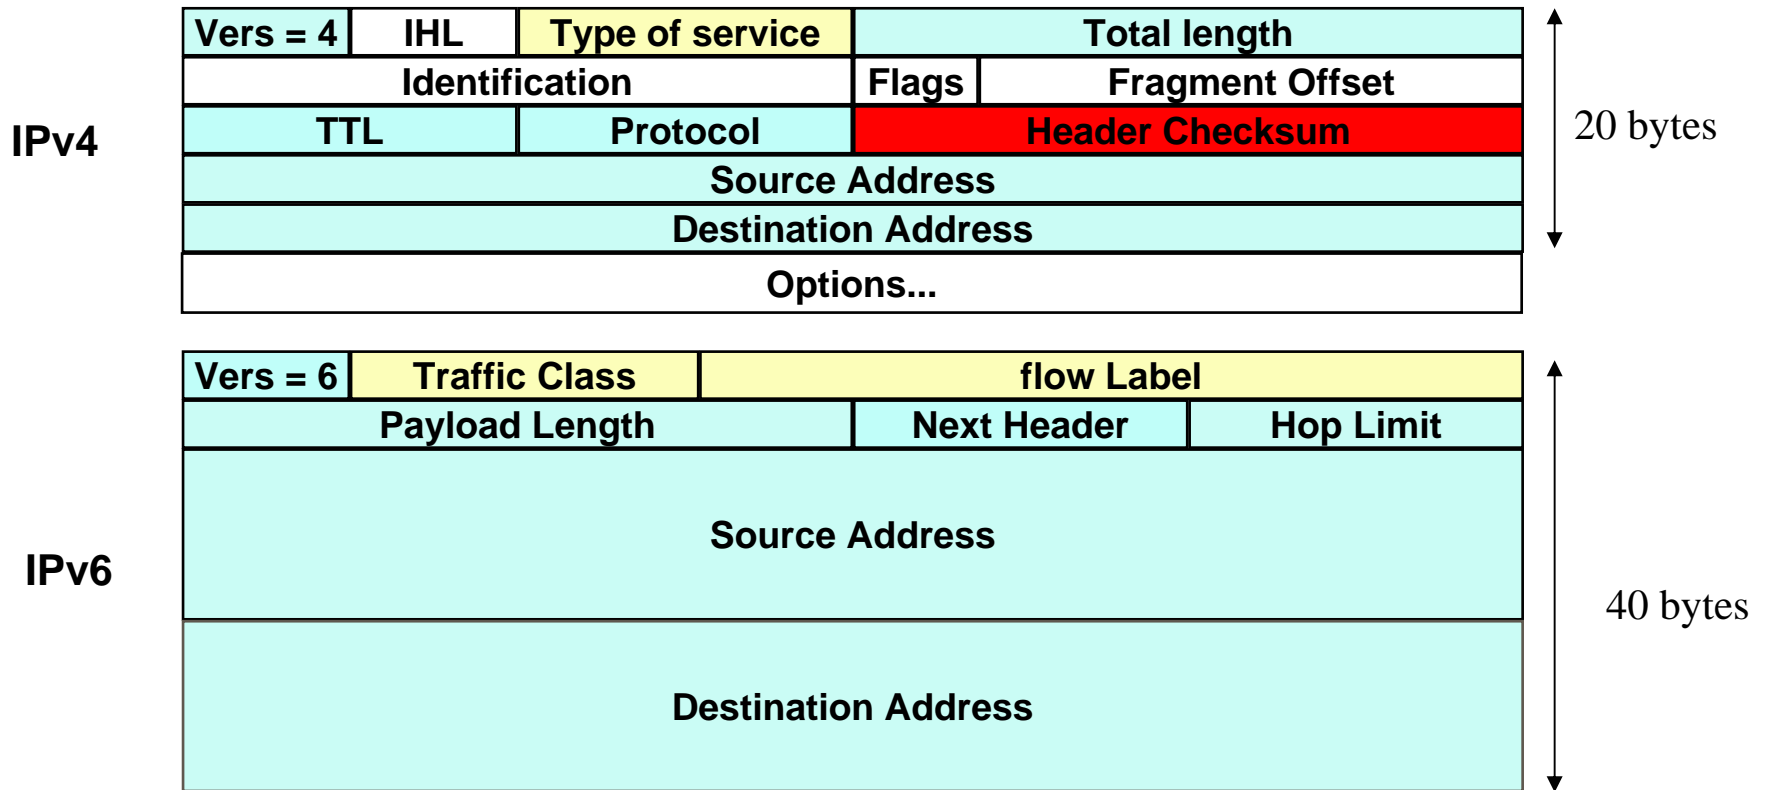 Vers = 4 IHL Type of service Total length
Identification Flags Fragment Offset
IPv4 TTL Protocol Header Checksum 20 bytes
Source Address
Destination Address
Options...
Vers = 6 Traffic Class flow Label
Payload Length Next Header Hop Limit
Source Address
IPv6
40 bytes
Destination Address